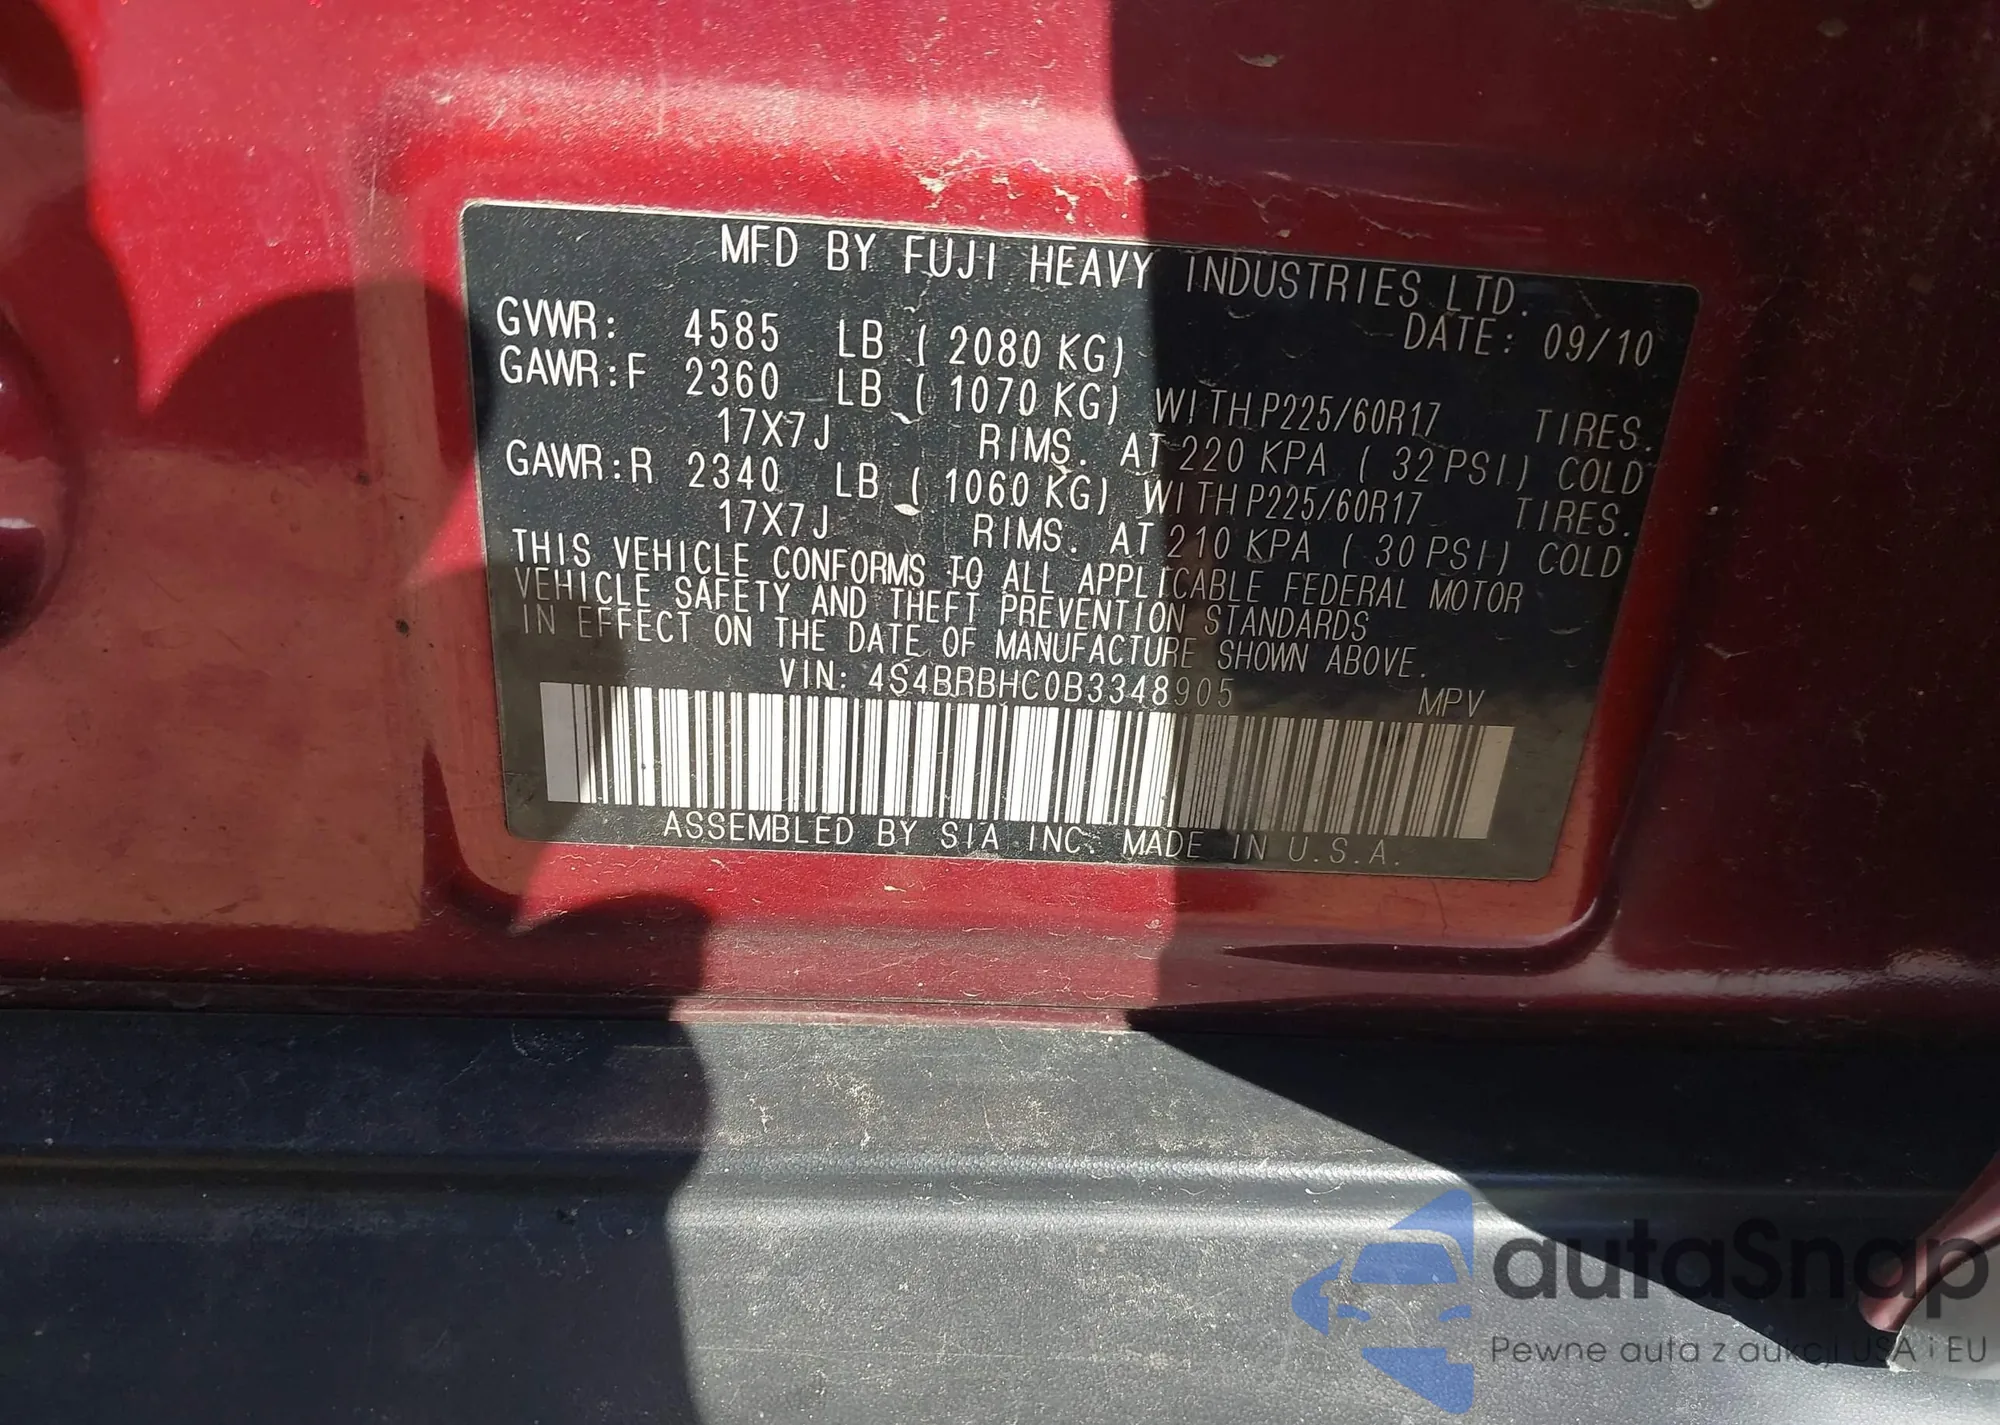 MFD BY FUJI HEAVY INDUSTRIES LTD.
DATE: 09/10
GVWR: 4585 LB ( 2080 KG)
GAWR:F 2360 LB ( 1070 KG) WITH P225/60R17 TIRES.
17X7J RIMS. AT 220 KPA ( 32 PSI) COLD
GAWR:R 2340 LB ( 1060 KG) WITH P225/60R17 TIRES.
17X7J RIMS. AT 210 KPA ( 30 PSI) COLD
THIS VEHICLE CONFORMS TO ALL APPLICABLE FEDERAL MOTOR
VEHICLE SAFETY AND THEFT PREVENTION STANDARDS
IN EFFECT ON THE DATE OF MANUFACTURE SHOWN ABOVE.
VIN: 4S4BRBHC0B3348905 MPV
ASSEMBLED BY SIA INC. MADE IN U.S.A.
autaSnap
Pewne auta z aukcji USA i EU